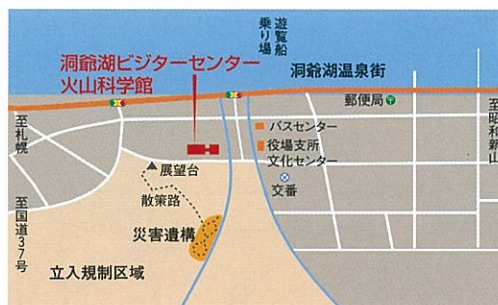 遊覧船
乗り場
洞爺湖ビジターセンター
火山科学館
洞爺湖温泉街
郵便局
至札幌
バスセンター
役場支所
文化センター
至昭和新山
展望台
交番
散策路
至国道37号
災害遺構
立入規制区域